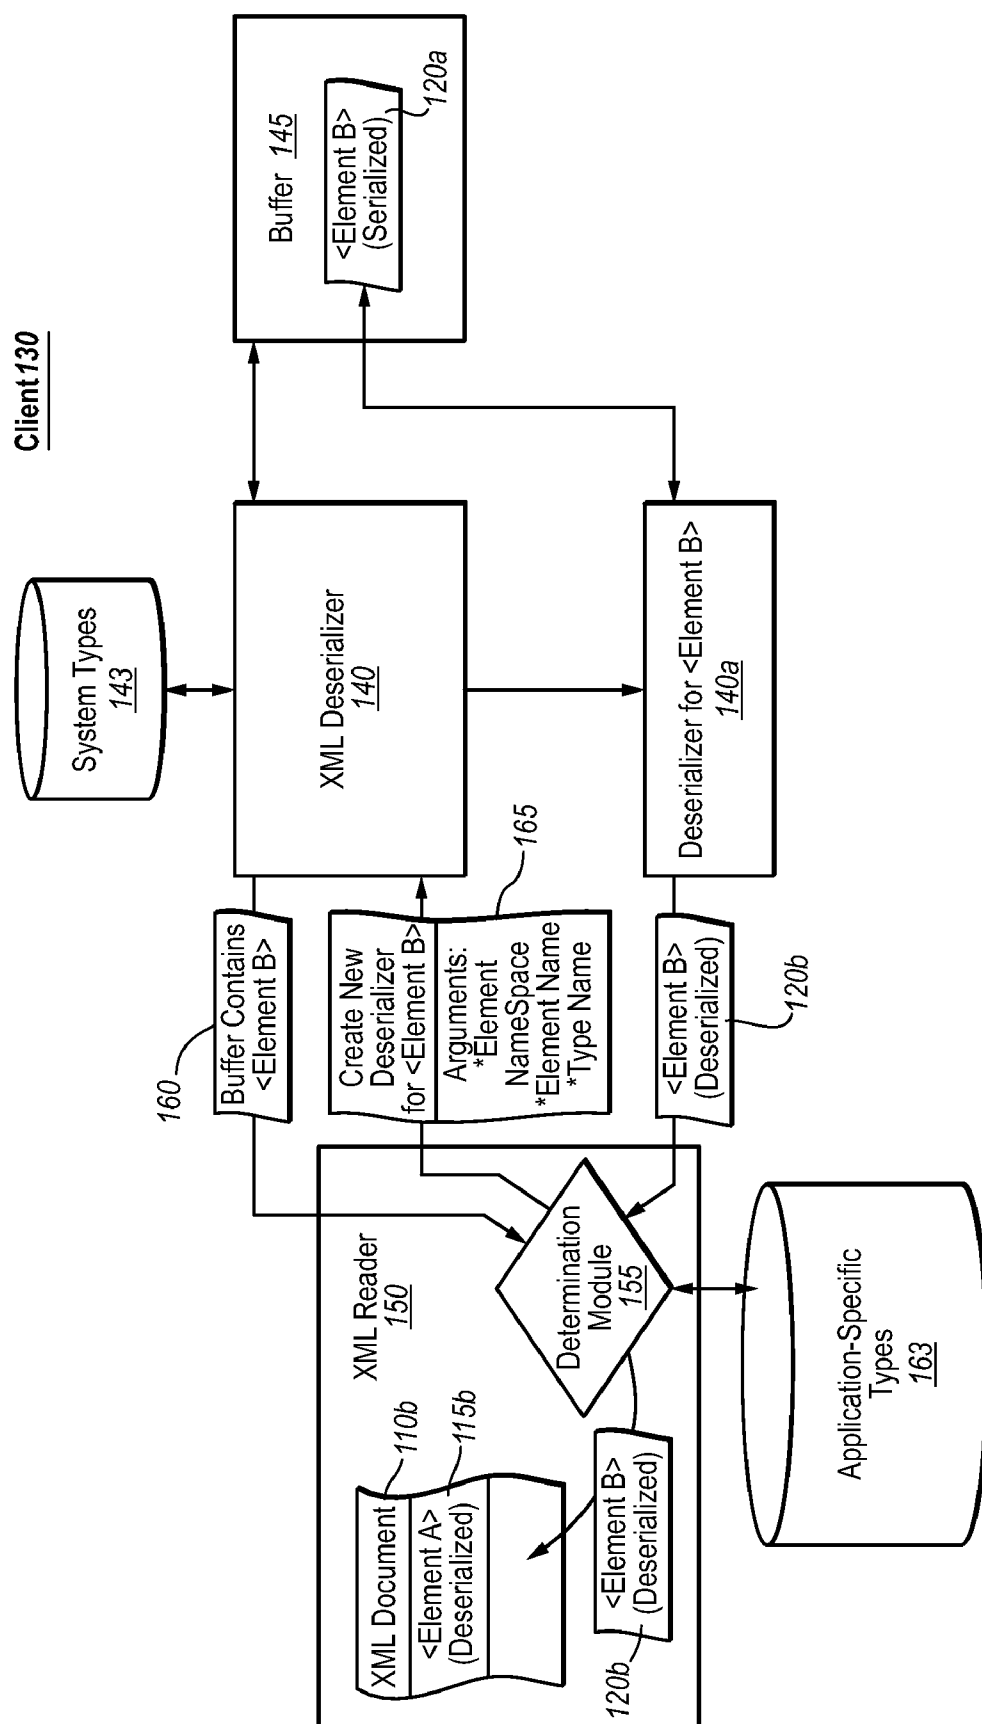 Client 130
System Types
143
Buffer 145
<Element B>
(Serialized)
120a
XML Deserializer
140
Deserializer for <Element B>
140a
160
Buffer Contains
<Element B>
Create New
Deserializer
for <Element B>
Arguments:
*Element
NameSpace
*Element Name
*Type Name
165
<Element B>
(Deserialized)
120b
XML Reader
150
Determination
Module
155
XML Document
110b
<Element A>
(Deserialized)
115b
<Element B>
(Deserialized)
120b
Application-Specific
Types
163